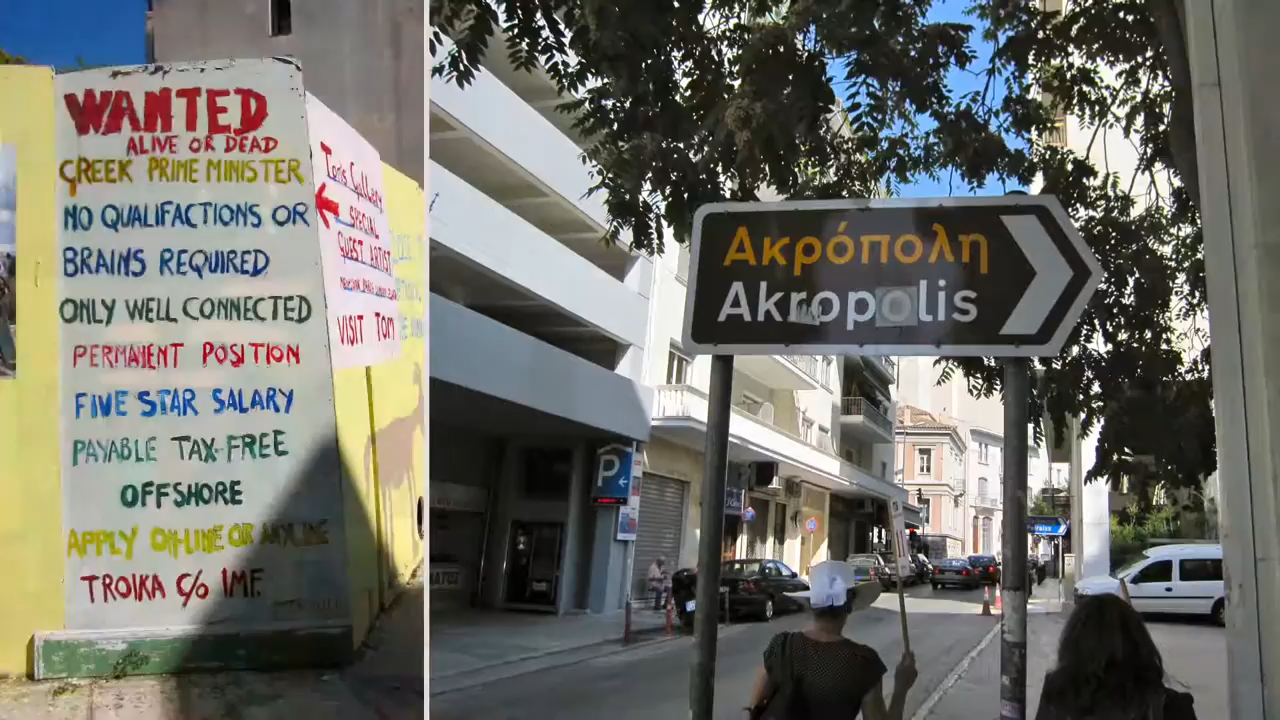 WANTED
ALIVE OR DEAD
GREEK PRIME MINISTER
NO QUALIFACTIONS OR
BRAINS REQUIRED
ONLY WELL CONNECTED
PERMANENT POSITION
FIVE STAR SALARY
PAYABLE TAX-FREE
OFFSHORE
APPLY ON-LINE OR
TROIKA C/o IMF.
Tom's Gallery
SPECIAL
GUEST ARTIST
VISIT TOM
Ακρόπολη
Akropolis
P